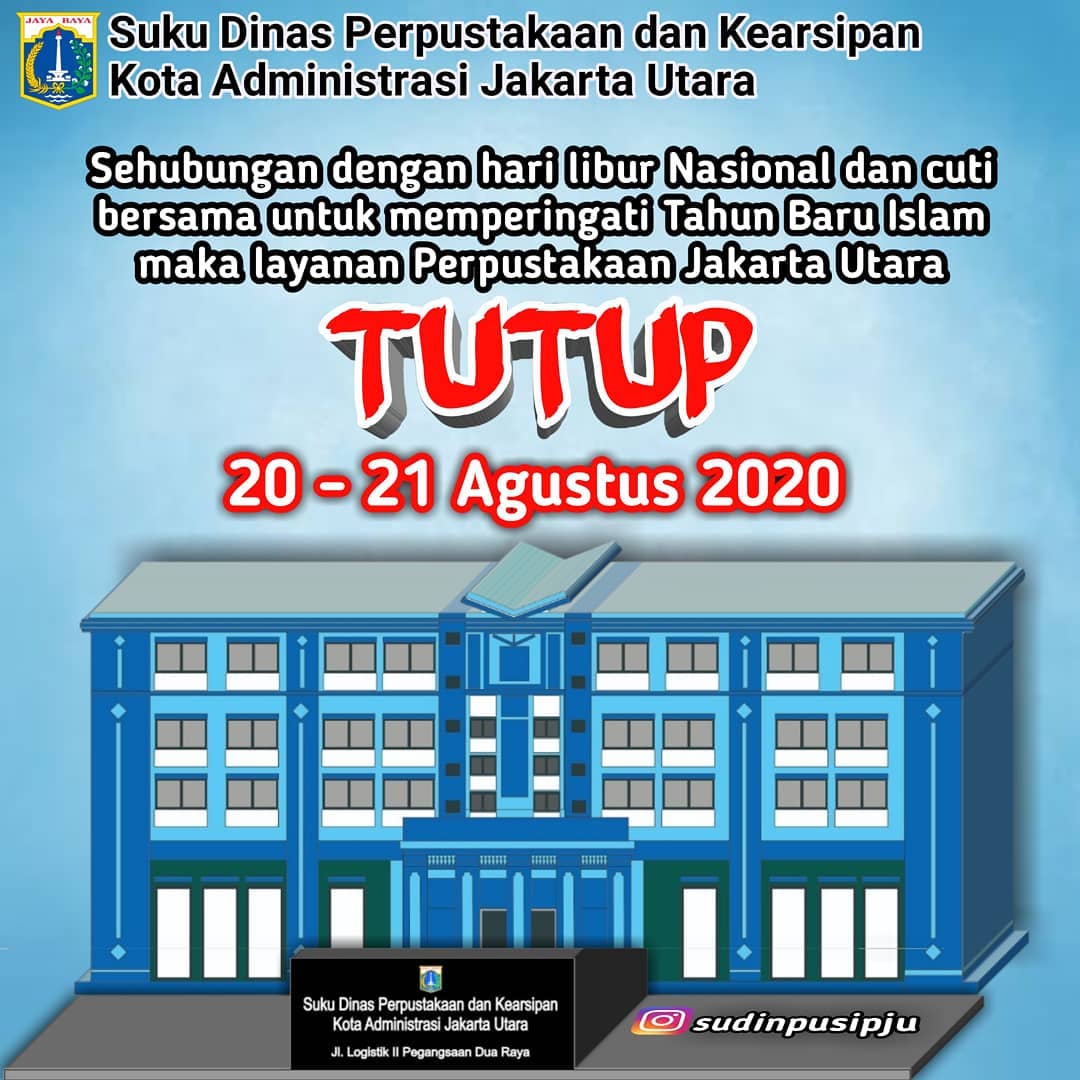 JAYA RAYA
Suku Dinas Perpustakaan dan Kearsipan
Kota Administrasi Jakarta Utara
Sehubungan dengan hari libur Nasional dan cuti
bersama untuk memperingati Tahun Baru Islam
maka layanan Perpustakaan Jakarta Utara
TUTUP
20 - 21 Agustus 2020
Suku Dinas Perpustakaan dan Kearsipan
Kota Administrasi Jakarta Utara
Jl. Logistik II Pegangsaan Dua Raya
sudinpusipju